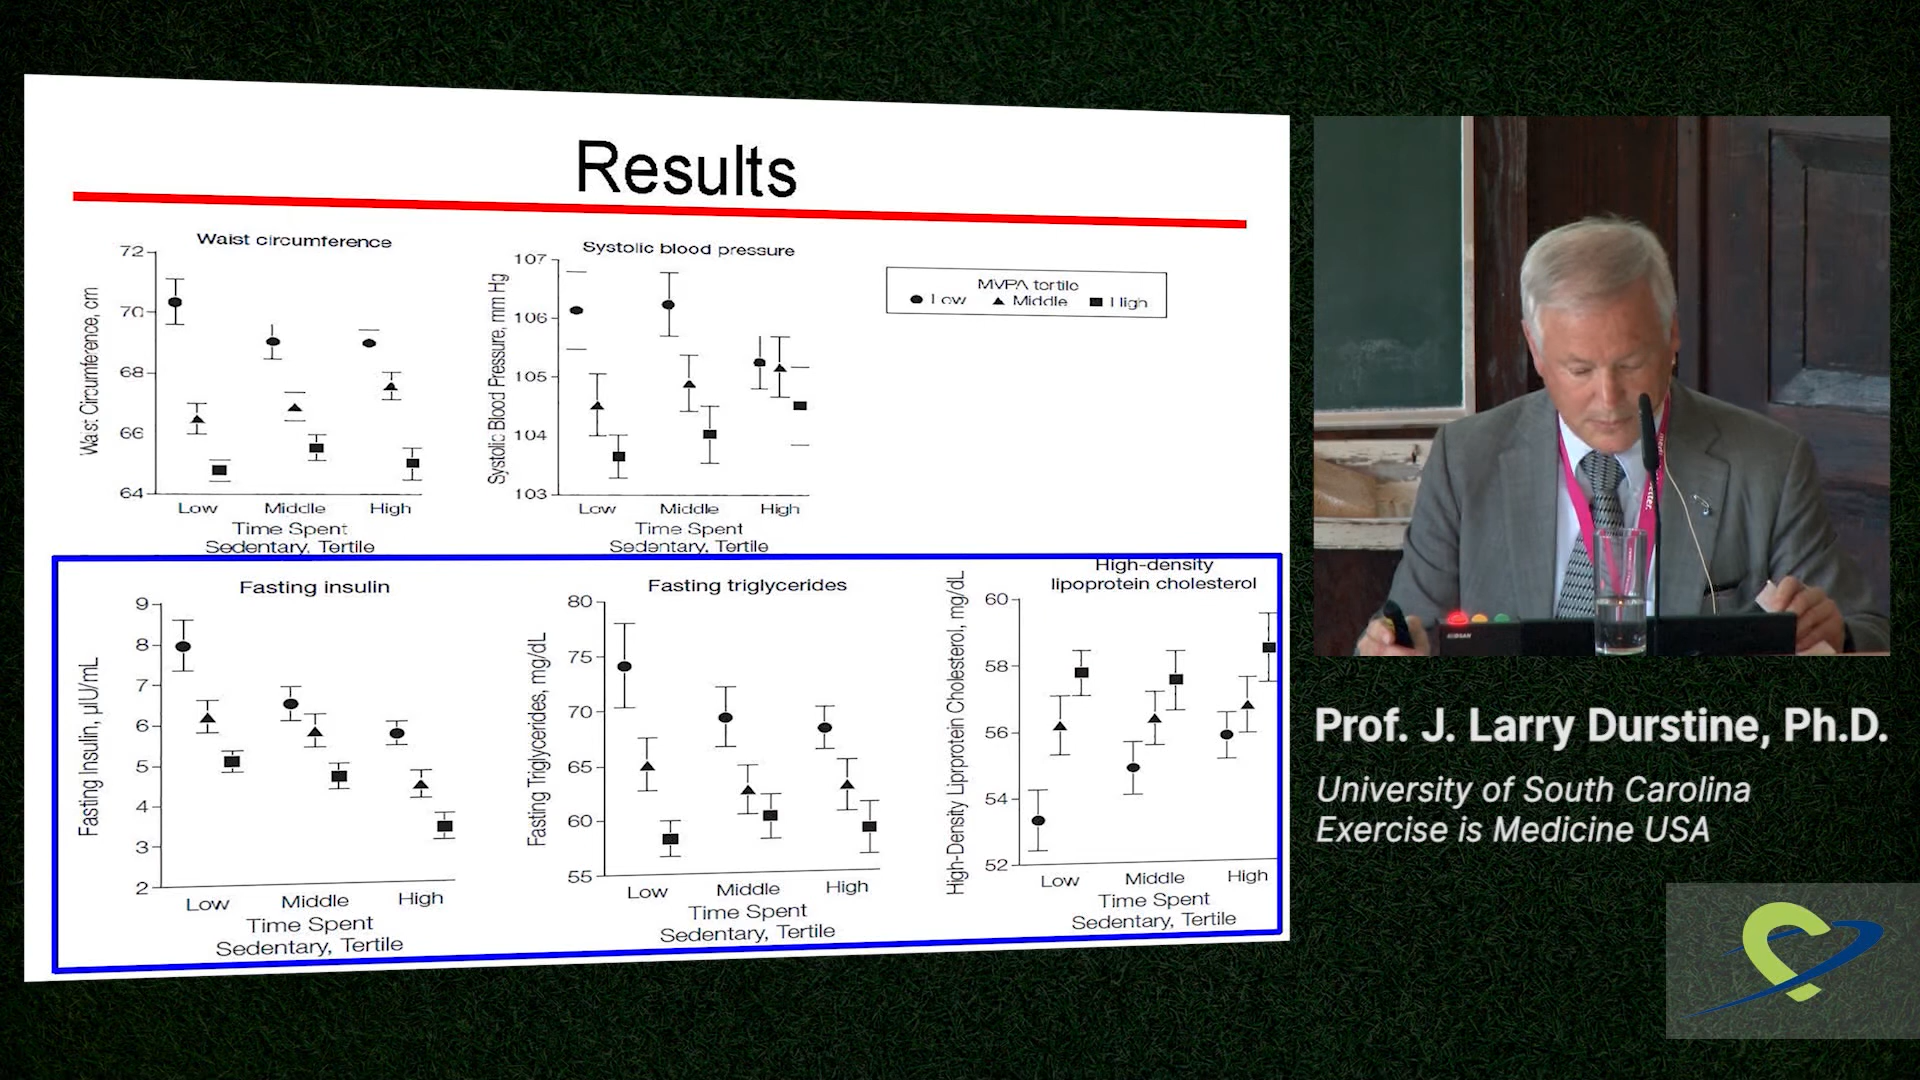 Results
Waist circumference
72
70
68
66
64
Waist Circumference, cm
Low Middle High
Time Spent
Sedentary, Tertile
Systolic blood pressure
107
106
105
104
103
Systolic Blood Pressure, mm Hg
Low Middle High
Time Spent
Sedentary, Tertile
MVPA tertile
Low Middle High
Fasting insulin
9
8
7
6
5
4
3
2
Fasting Insulin, µIU/mL
Low Middle High
Time Spent
Sedentary, Tertile
Fasting triglycerides
80
75
70
65
60
55
Fasting Triglycerides, mg/dL
Low Middle High
Time Spent
Sedentary, Tertile
High-density
lipoprotein cholesterol
60
58
56
54
52
High-Density Liproprotein Cholesterol, mg/dL
Low Middle High
Time Spent
Sedentary, Tertile
Prof. J. Larry Durstine, Ph.D.
University of South Carolina
Exercise is Medicine USA